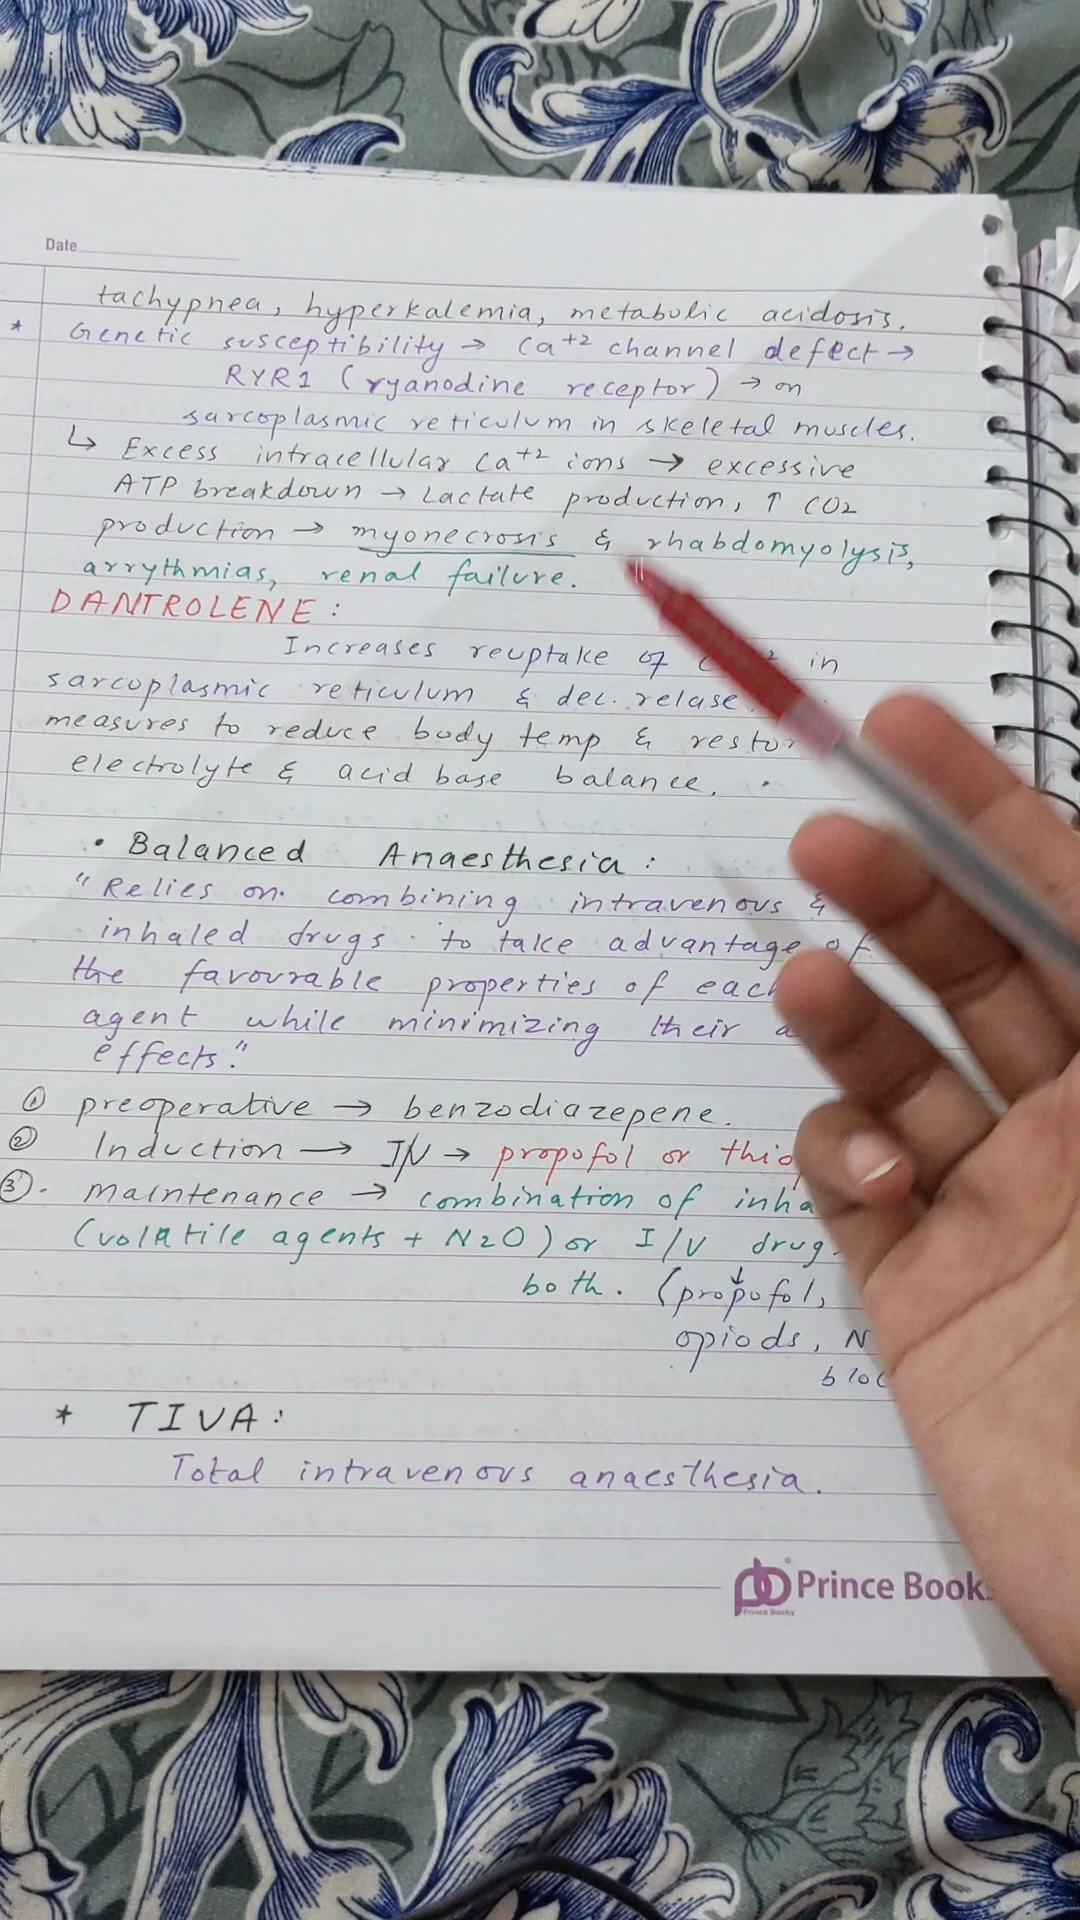 Date
tachypnea, hyperkalemia, metabolic acidosis.
* Genetic susceptibility → Ca+2 channel defect →
RYR1 (ryanodine receptor) → on
sarcoplasmic reticulum in skeletal muscles.
↳ Excess intracellular Ca+2 ions → excessive
ATP breakdown → Lactate production, ↑ CO2
production → myonecrosis & rhabdomyolysis,
arrythmias, renal failure.
DANTROLENE :
Increases reuptake of in
sarcoplasmic reticulum & dec. relase.
measures to reduce body temp &
electrolyte & acid base balance.
• Balanced Anaesthesia :
"Relies on combining intravenous &
inhaled drugs to take advantage of
the favourable properties of each
agent while minimizing their
effects."
① preoperative → benzodiazepene.
② Induction → I/V → propofol or
③. maintenance → combination of
(volatile agents + N2O) or I/V drug
both. (propofol,
opiods,
* TIVA :
Total intravenous anaesthesia.
Prince Book
Prince Books